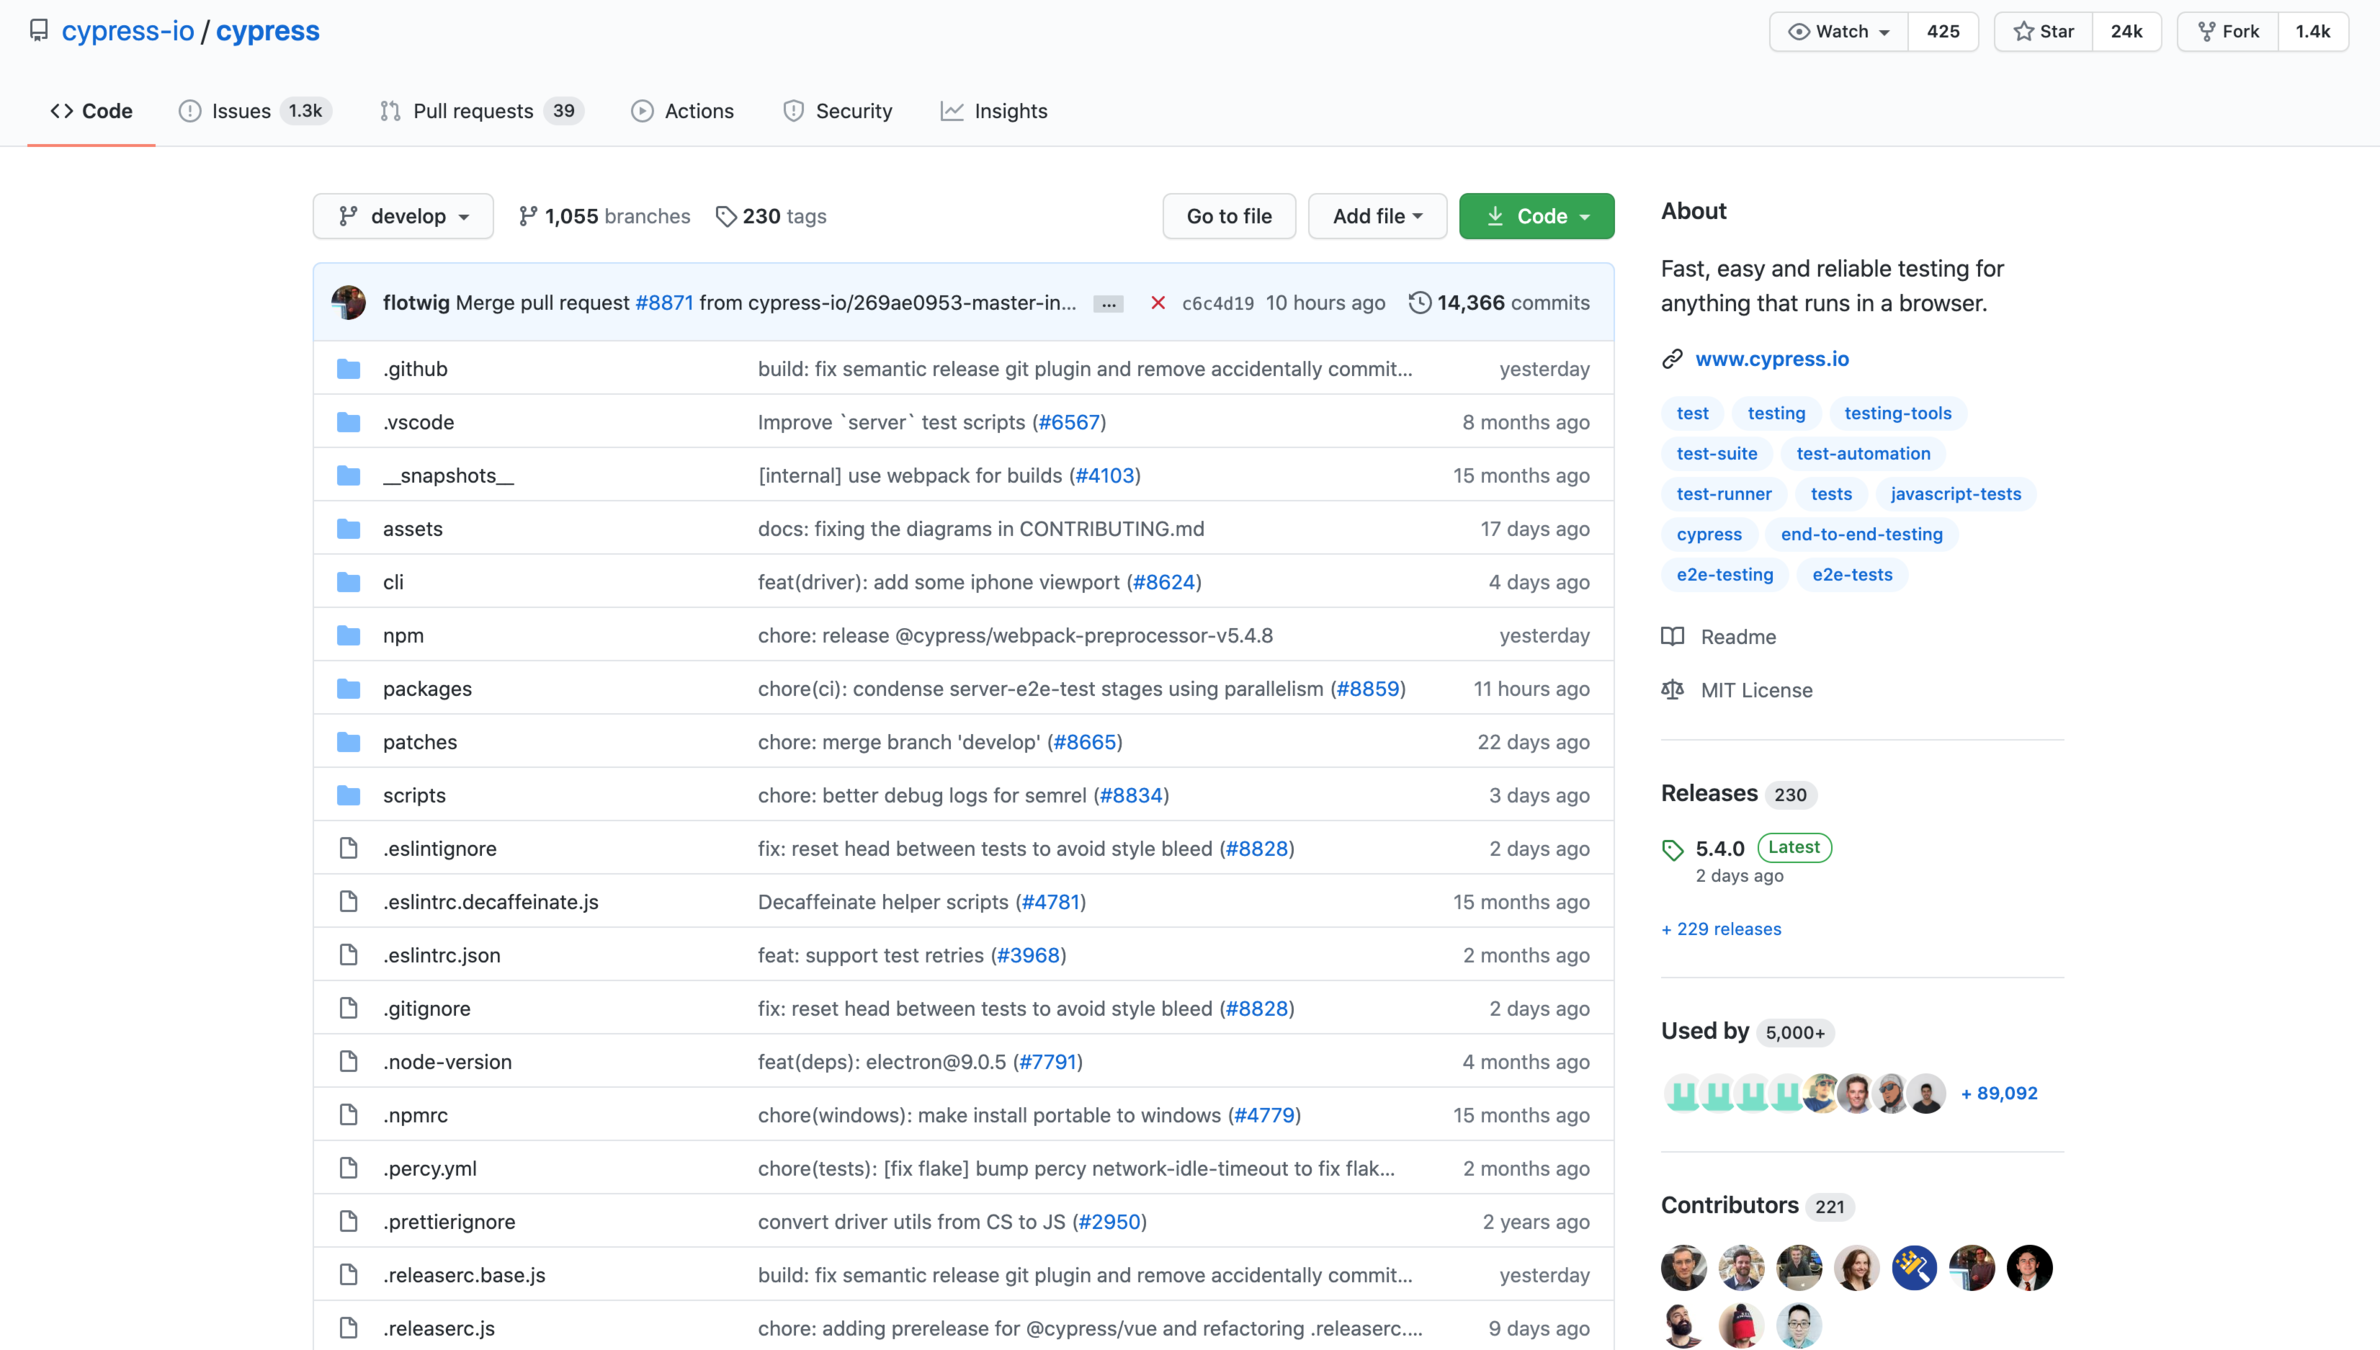 cypress-io / cypress
Watch 425 Star 24k Fork 1.4k
Code Issues 1.3k Pull requests 39 Actions Security Insights
develop 1,055 branches 230 tags Go to file Add file Code
flotwig Merge pull request #8871 from cypress-io/269ae0953-master-in... ... c6c4d19 10 hours ago 14,366 commits
.github build: fix semantic release git plugin and remove accidentally commit... yesterday
.vscode Improve `server` test scripts (#6567) 8 months ago
__snapshots__ [internal] use webpack for builds (#4103) 15 months ago
assets docs: fixing the diagrams in CONTRIBUTING.md 17 days ago
cli feat(driver): add some iphone viewport (#8624) 4 days ago
npm chore: release @cypress/webpack-preprocessor-v5.4.8 yesterday
packages chore(ci): condense server-e2e-test stages using parallelism (#8859) 11 hours ago
patches chore: merge branch 'develop' (#8665) 22 days ago
scripts chore: better debug logs for semrel (#8834) 3 days ago
.eslintignore fix: reset head between tests to avoid style bleed (#8828) 2 days ago
.eslintrc.decaffeinate.js Decaffeinate helper scripts (#4781) 15 months ago
.eslintrc.json feat: support test retries (#3968) 2 months ago
.gitignore fix: reset head between tests to avoid style bleed (#8828) 2 days ago
.node-version feat(deps): electron@9.0.5 (#7791) 4 months ago
.npmrc chore(windows): make install portable to windows (#4779) 15 months ago
.percy.yml chore(tests): [fix flake] bump percy network-idle-timeout to fix flak... 2 months ago
.prettierignore convert driver utils from CS to JS (#2950) 2 years ago
.releaserc.base.js build: fix semantic release git plugin and remove accidentally commit... yesterday
.releaserc.js chore: adding prerelease for @cypress/vue and refactoring .releaserc.... 9 days ago
About
Fast, easy and reliable testing for
anything that runs in a browser.
www.cypress.io
test testing testing-tools
test-suite test-automation
test-runner tests javascript-tests
cypress end-to-end-testing
e2e-testing e2e-tests
Readme
MIT License
Releases 230
5.4.0 Latest
2 days ago
+ 229 releases
Used by 5,000+
+ 89,092
Contributors 221